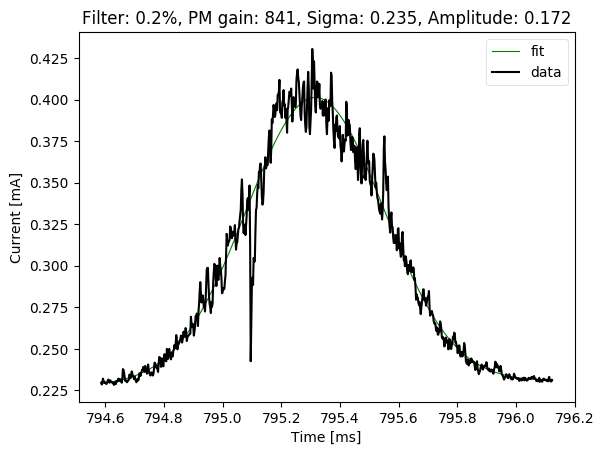 Filter: 0.2%, PM gain: 841, Sigma: 0.235, Amplitude: 0.172
fit
data
Current [mA]
0.425
0.400
0.375
0.350
0.325
0.300
0.275
0.250
0.225
794.6 794.8 795.0 795.2 795.4 795.6 795.8 796.0 796.2
Time [ms]